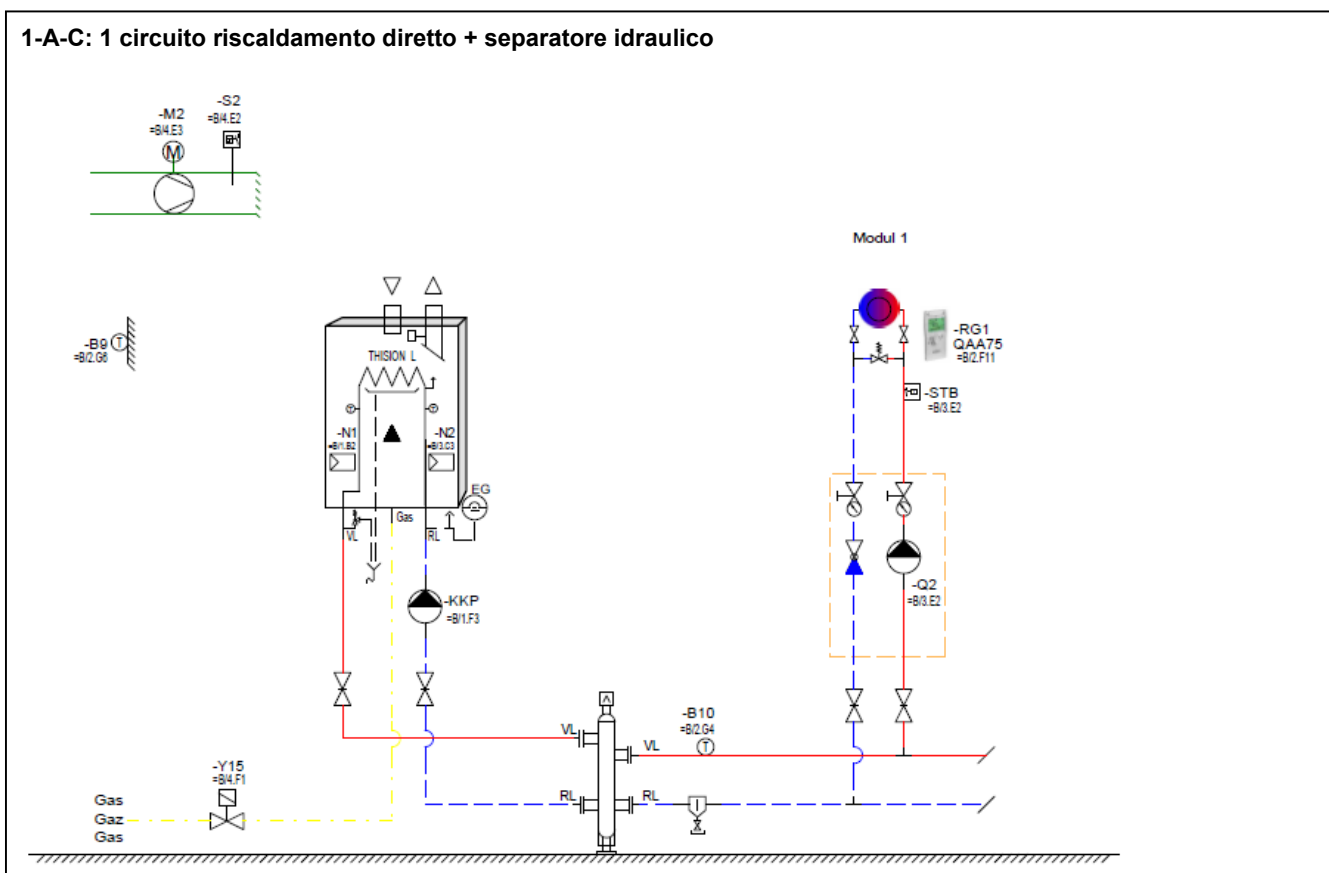 1-A-C: 1 circuito riscaldamento diretto + separatore idraulico
-S2
=B/4.E2
-M2
=B/4.E3
M
Modul 1
-B9
=B/2.G6
T
THISION L
-RG1
QAA75
=B/2.F11
-STB
=B/3.E2
T
T
-N1
=B/1.B2
-N2
=B/3.C3
EG
VL
Gas
RL
-Q2
=B/3.E2
-KKP
=B/1.F3
-B10
=B/2.G4
T
VL
VL
RL
RL
-Y15
=B/4.F1
Gas
Gaz
Gas